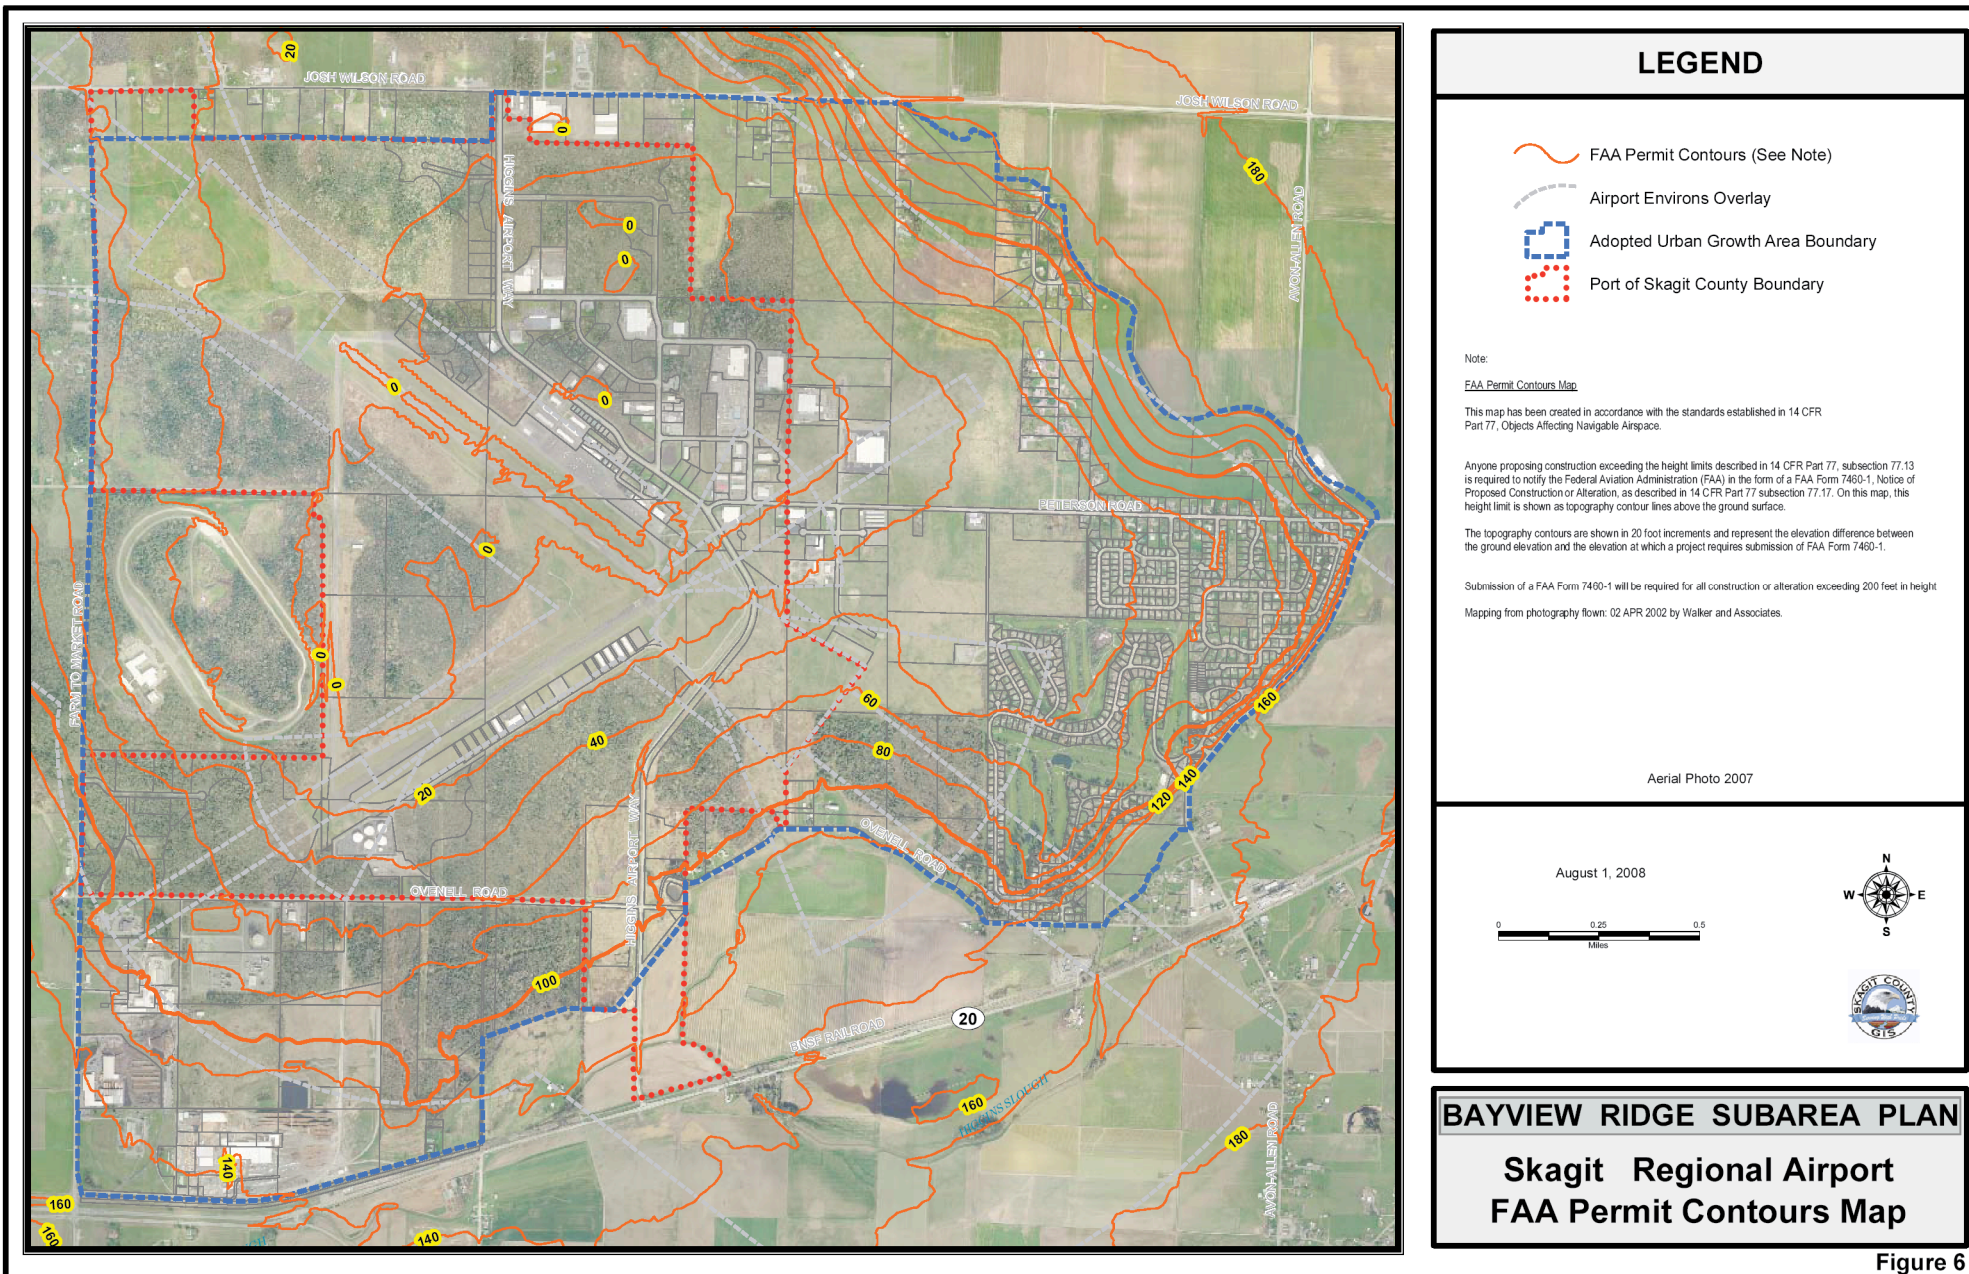 20
JOSH WILSON ROAD
JOSH WILSON ROAD
0
180
HIGGINS AIRPORT WAY
AVON-ALLEN ROAD
0
0
0
0
PETERSON ROAD
0
FARM TO MARKET ROAD
0
0
60
160
40
80
20
140
120
HIGGINS AIRPORT WAY
OVENELL ROAD
OVENELL ROAD
100
20
BNSF RAILROAD
160
HIGGINS SLOUGH
180
AVON-ALLEN ROAD
140
160
160
140
LEGEND
FAA Permit Contours (See Note)
Airport Environs Overlay
Adopted Urban Growth Area Boundary
Port of Skagit County Boundary
Note:
FAA Permit Contours Map
This map has been created in accordance with the standards established in 14 CFR
Part 77, Objects Affecting Navigable Airspace.
Anyone proposing construction exceeding the height limits described in 14 CFR Part 77, subsection 77.13
is required to notify the Federal Aviation Administration (FAA) in the form of a FAA Form 7460-1, Notice of
Proposed Construction or Alteration, as described in 14 CFR Part 77 subsection 77.17. On this map, this
height limit is shown as topography contour lines above the ground surface.
The topography contours are shown in 20 foot increments and represent the elevation difference between
the ground elevation and the elevation at which a project requires submission of FAA Form 7460-1.
Submission of a FAA Form 7460-1 will be required for all construction or alteration exceeding 200 feet in height
Mapping from photography flown: 02 APR 2002 by Walker and Associates.
Aerial Photo 2007
August 1, 2008
0 0.25 0.5
Miles
N
W E
S
SKAGIT COUNTY
GIS
BAYVIEW RIDGE SUBAREA PLAN
Skagit Regional Airport
FAA Permit Contours Map
Figure 6